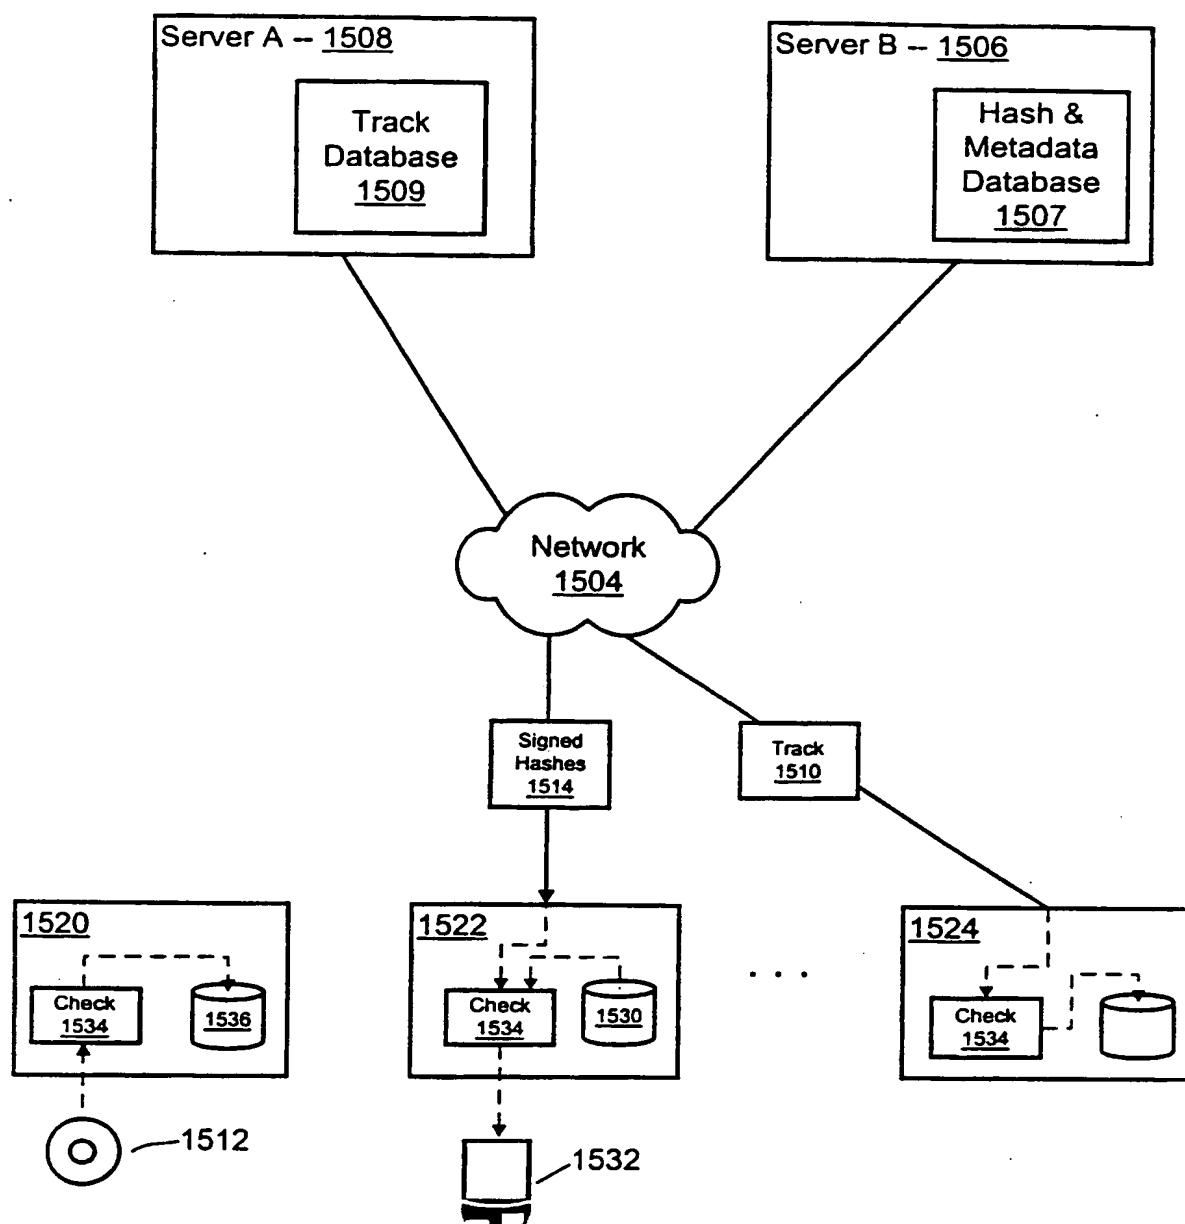 Server A -- 1508
Track
Database
1509
Server B -- 1506
Hash &
Metadata
Database
1507
Network
1504
Signed
Hashes
1514
Track
1510
1520
Check
1534
1536
1512
1522
Check
1534
1530
1532
. . .
1524
Check
1534